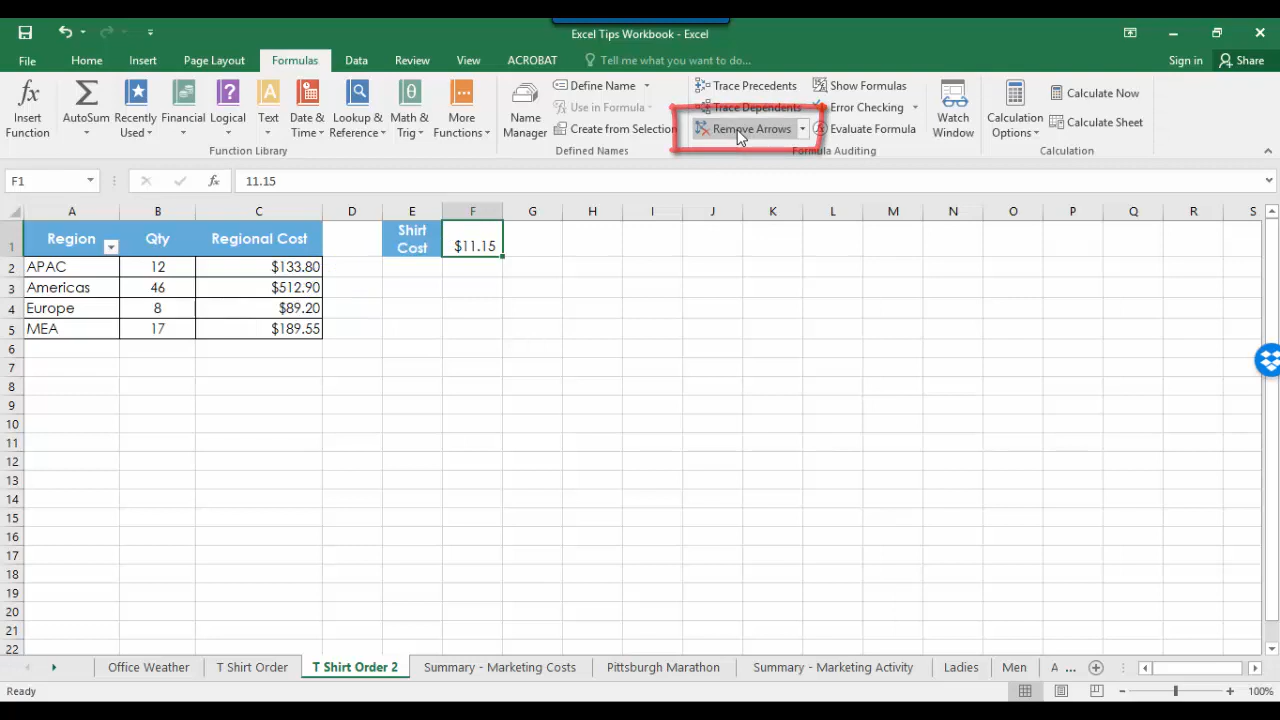 Excel Tips Workbook - Excel
File Home Insert Page Layout Formulas Data Review View ACROBAT Tell me what you want to do... Sign in Share
Insert Function
AutoSum
Recently Used
Financial
Logical
Text
Date & Time
Lookup & Reference
Math & Trig
More Functions
Function Library
Name Manager
Define Name
Use in Formula
Create from Selection
Defined Names
Trace Precedents
Trace Dependents
Remove Arrows
Show Formulas
Error Checking
Evaluate Formula
Formula Auditing
Watch Window
Calculation Options
Calculate Now
Calculate Sheet
Calculation
F1 fx 11.15
A B C D E F G H I J K L M N O P Q R S
1 Region Qty Regional Cost Shirt Cost $11.15
2 APAC 12 $133.80
3 Americas 46 $512.90
4 Europe 8 $89.20
5 MEA 17 $189.55
6
7
8
9
10
11
12
13
14
15
16
17
18
19
20
21
22
Office Weather T Shirt Order T Shirt Order 2 Summary - Marketing Costs Pittsburgh Marathon Summary - Marketing Activity Ladies Men A ...
Ready 100%